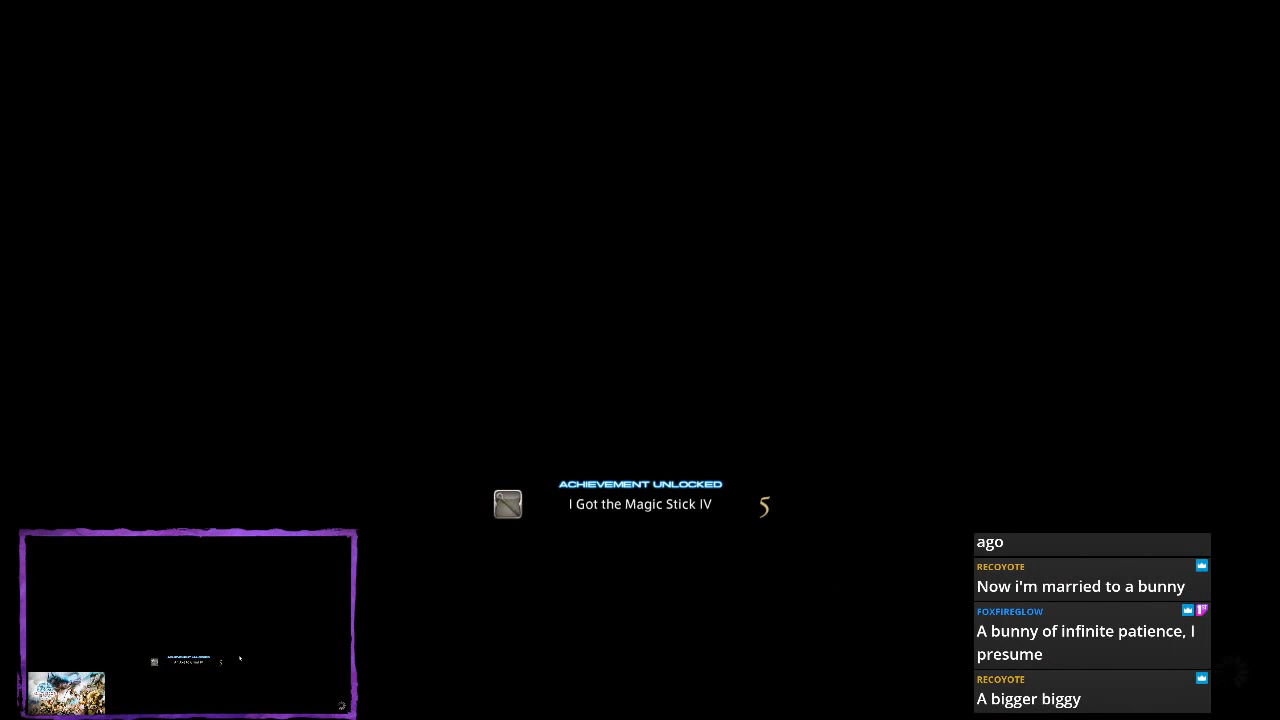 ACHIEVEMENT UNLOCKED
I Got the Magic Stick IV
5
ago
RECOYOTE
Now i'm married to a bunny
FOXFIREGLOW
A bunny of infinite patience, I
presume
RECOYOTE
A bigger biggy